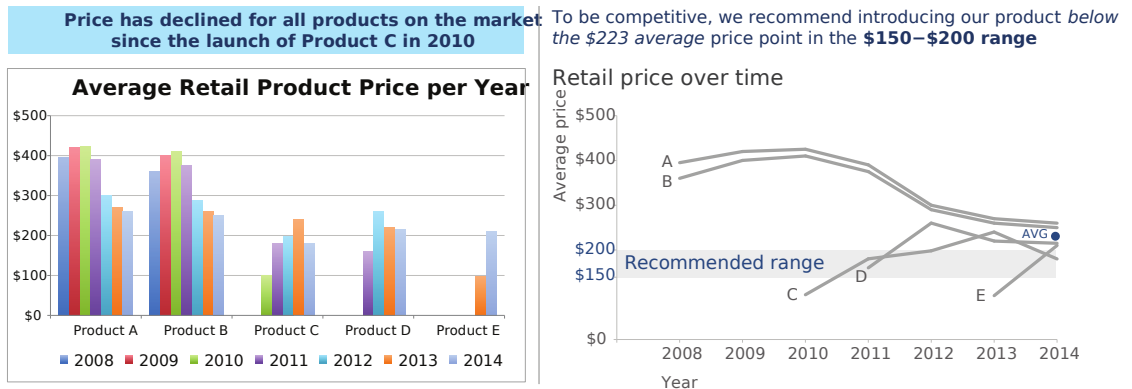 Price has declined for all products on the market
since the launch of Product C in 2010
Average Retail Product Price per Year
$500
$400
$300
$200
$100
$0
Product A Product B Product C Product D Product E
2008 2009 2010 2011 2012 2013 2014
To be competitive, we recommend introducing our product below
the $223 average price point in the $150−$200 range
Retail price over time
Average price
$500
$400
$300
$200
$150
$0
A
B
C
D
E
AVG
Recommended range
2008 2009 2010 2011 2012 2013 2014
Year